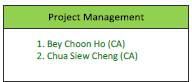 Project Management
1. Bey Choon Ho (CA)
2. Chua Siew Cheng (CA)